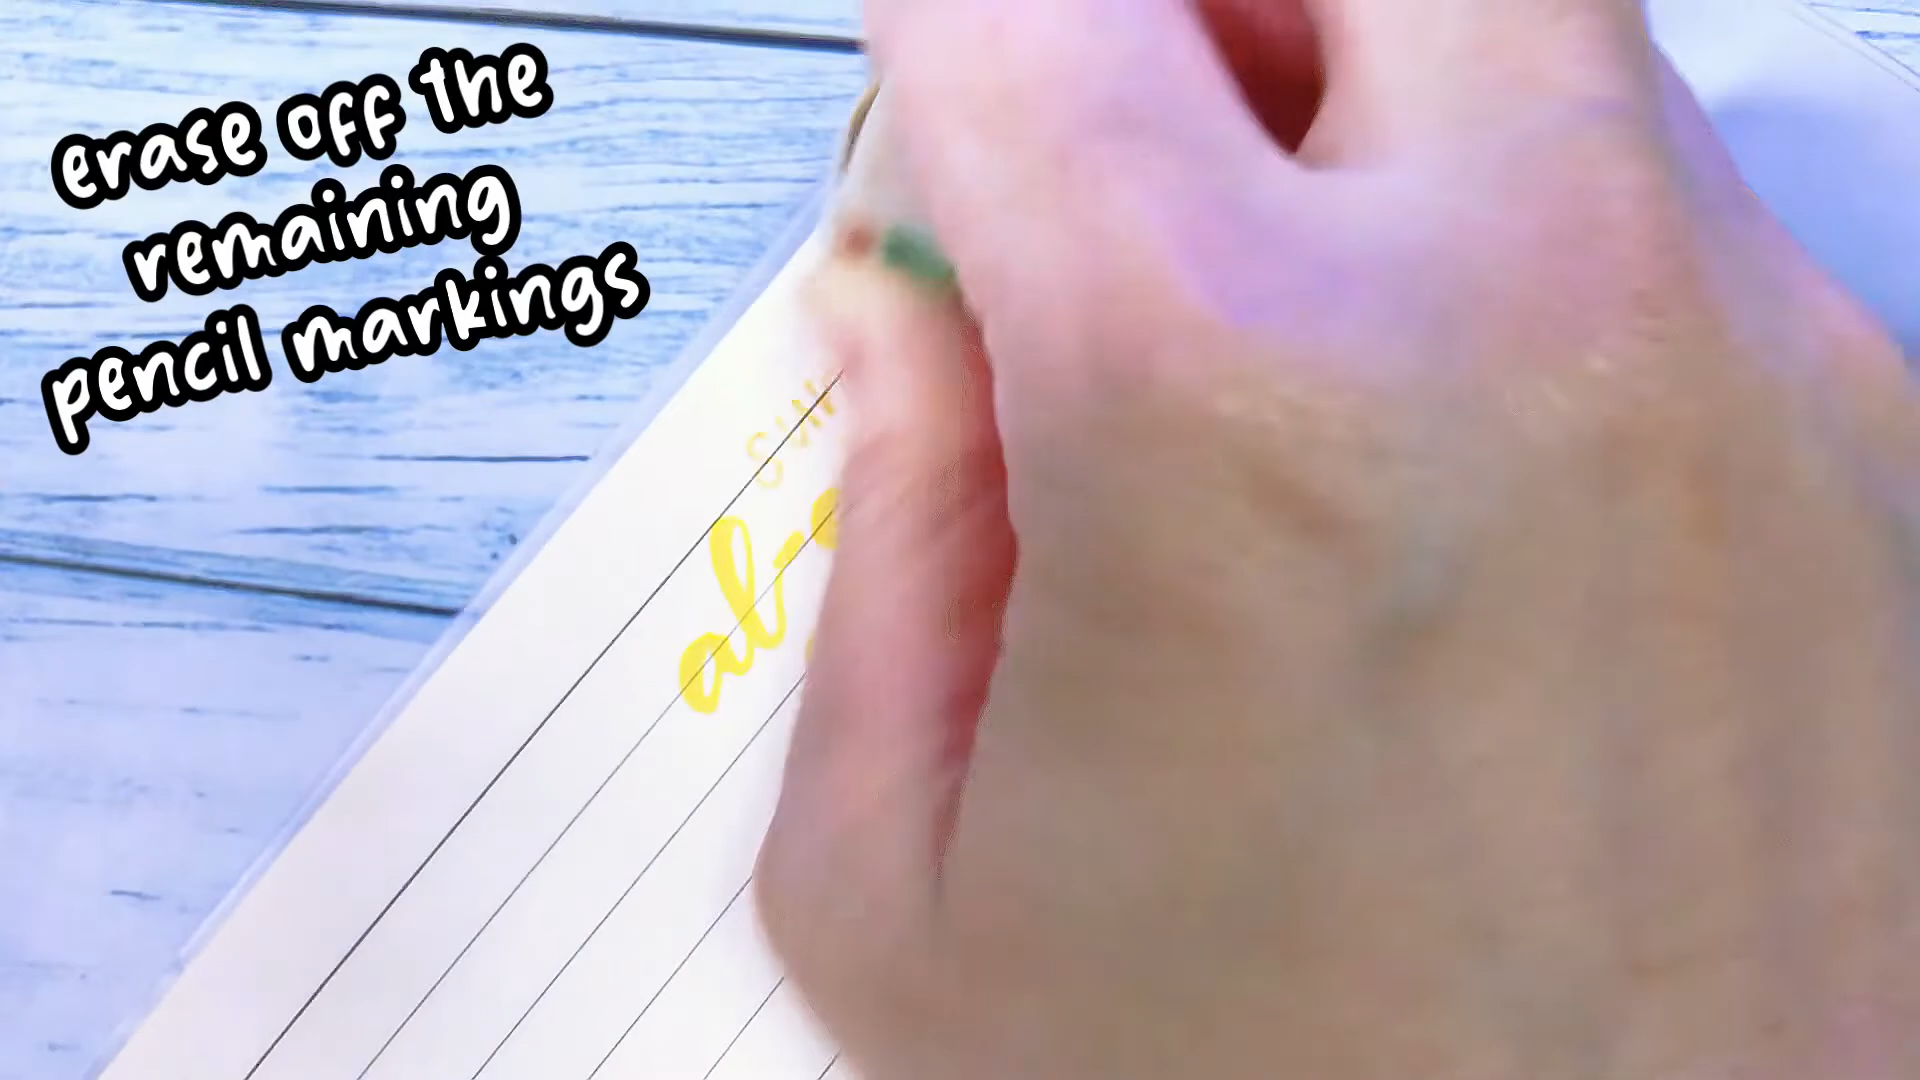 erase off the
remaining
pencil markings